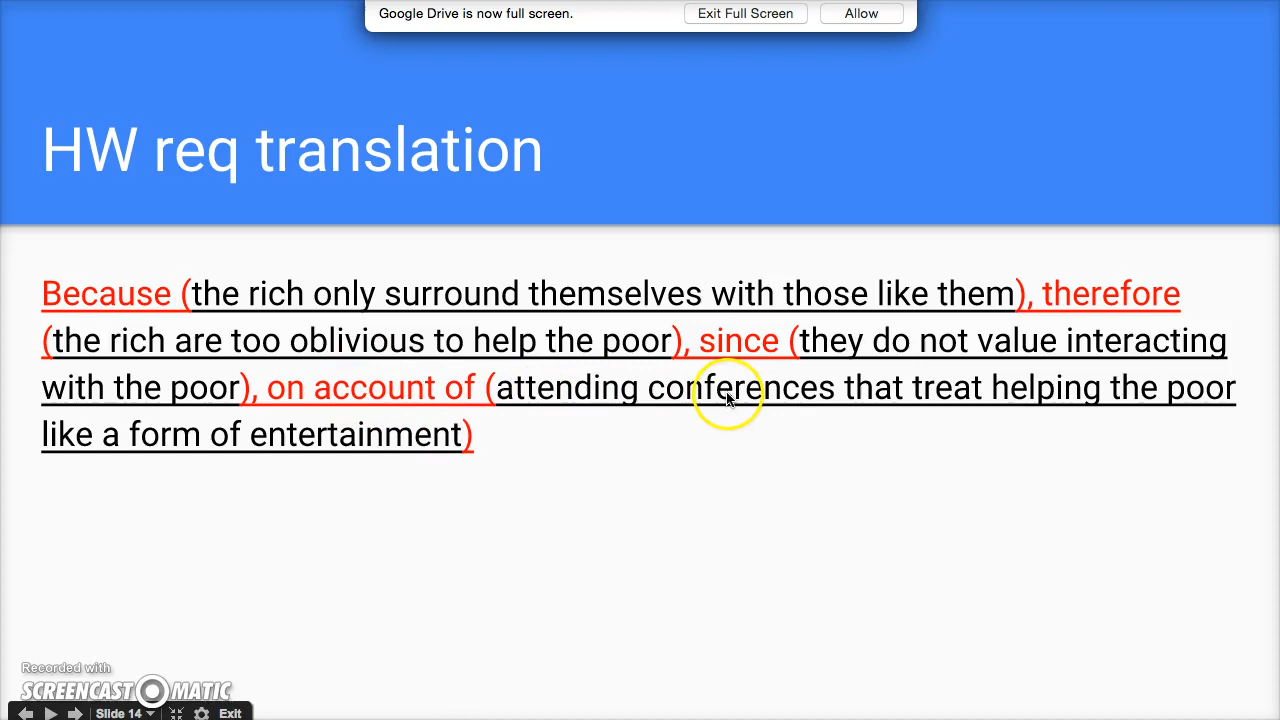 Google Drive is now full screen. Exit Full Screen Allow
HW req translation
Because (the rich only surround themselves with those like them), therefore
(the rich are too oblivious to help the poor), since (they do not value interacting
with the poor), on account of (attending conferences that treat helping the poor
like a form of entertainment)
Recorded with
SCREENCAST MATIC
Slide 14 Exit